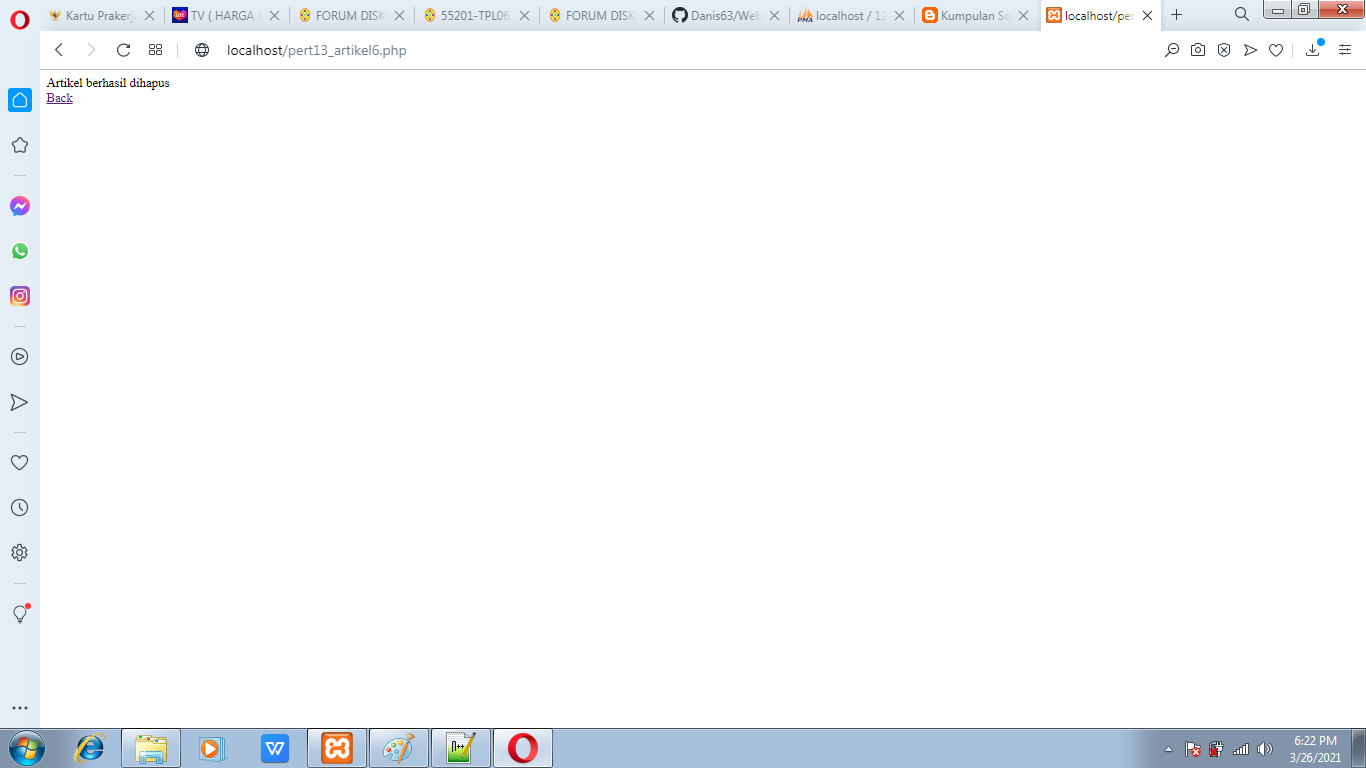 Kartu Prakerj
TV ( HARGA
FORUM DISK
55201-TPL06
FORUM DISK
Danis63/Web
localhost / 12
Kumpulan So
localhost/per
localhost/pert13_artikel6.php
Artikel berhasil dihapus
Back
6:22 PM
3/26/2021